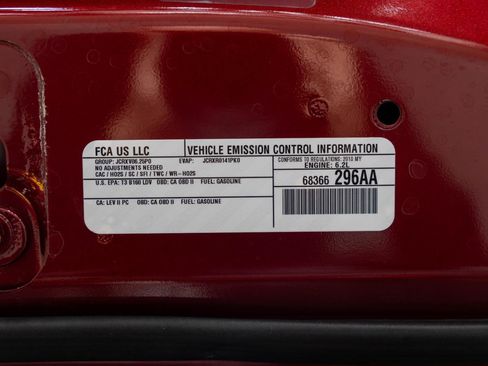 FCA US LLC
VEHICLE EMISSION CONTROL INFORMATION
GROUP: JCRXV06.25P0 EVAP: JCRXR0141PK0
NO ADJUSTMENTS NEEDED
CAC / HO2S / SC / SFI / TWC / WR-HO2S
CONFORMS TO REGULATIONS: 2018 MY
ENGINE: 6.2L
U.S. EPA: T3 B160 LDV OBD: CA OBD II FUEL: GASOLINE
68366 296AA
CA: LEV II PC OBD: CA OBD II FUEL: GASOLINE